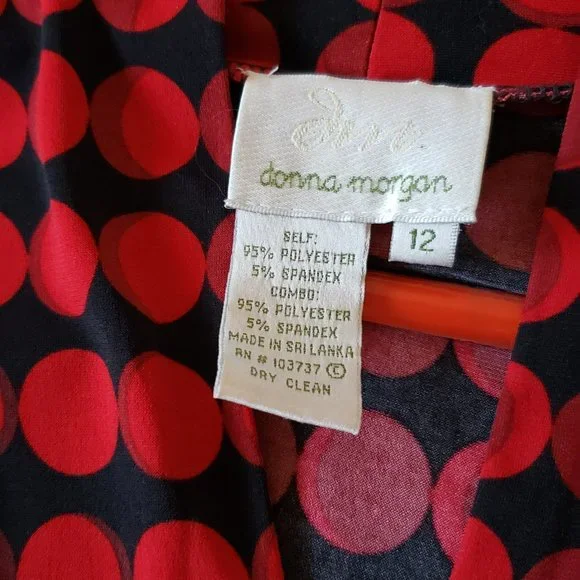 donna morgan
12
SELF:
95% POLYESTER
5% SPANDEX
COMBO:
95% POLYESTER
5% SPANDEX
MADE IN SRI LANKA
RN # 103737 Ⓒ
DRY CLEAN